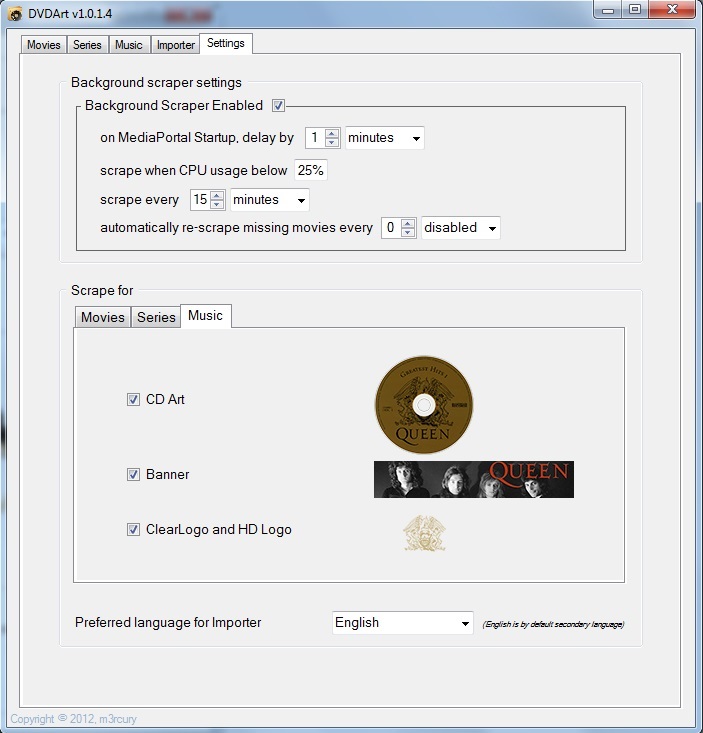 DVDArt v1.0.1.4
Movies Series Music Importer Settings
Background scraper settings
Background Scraper Enabled
on MediaPortal Startup, delay by 1 minutes
scrape when CPU usage below 25%
scrape every 15 minutes
automatically re-scrape missing movies every 0 disabled
Scrape for
Movies Series Music
CD Art
GREATEST HITS
QUEEN
Banner
QUEEN
ClearLogo and HD Logo
Preferred language for Importer English (English is by default secondary language)
Copyright © 2012, m3rcury